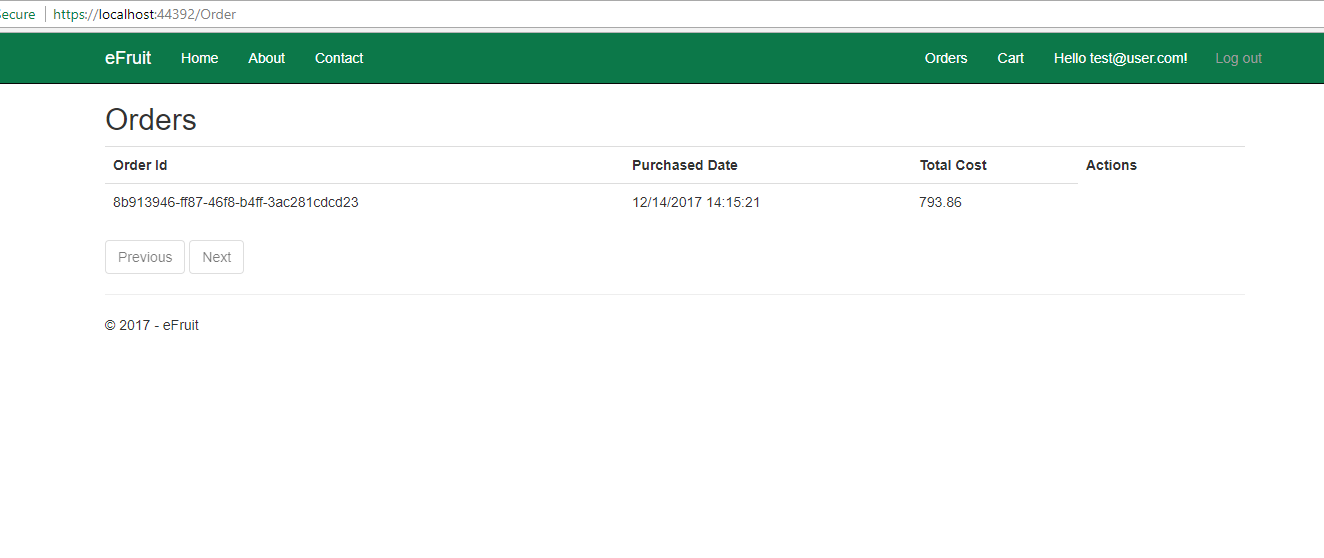 ecure https://localhost:44392/Order
eFruit Home About Contact Orders Cart Hello test@user.com! Log out
Orders
Order Id Purchased Date Total Cost Actions
8b913946-ff87-46f8-b4ff-3ac281cdcd23 12/14/2017 14:15:21 793.86
Previous Next
© 2017 - eFruit